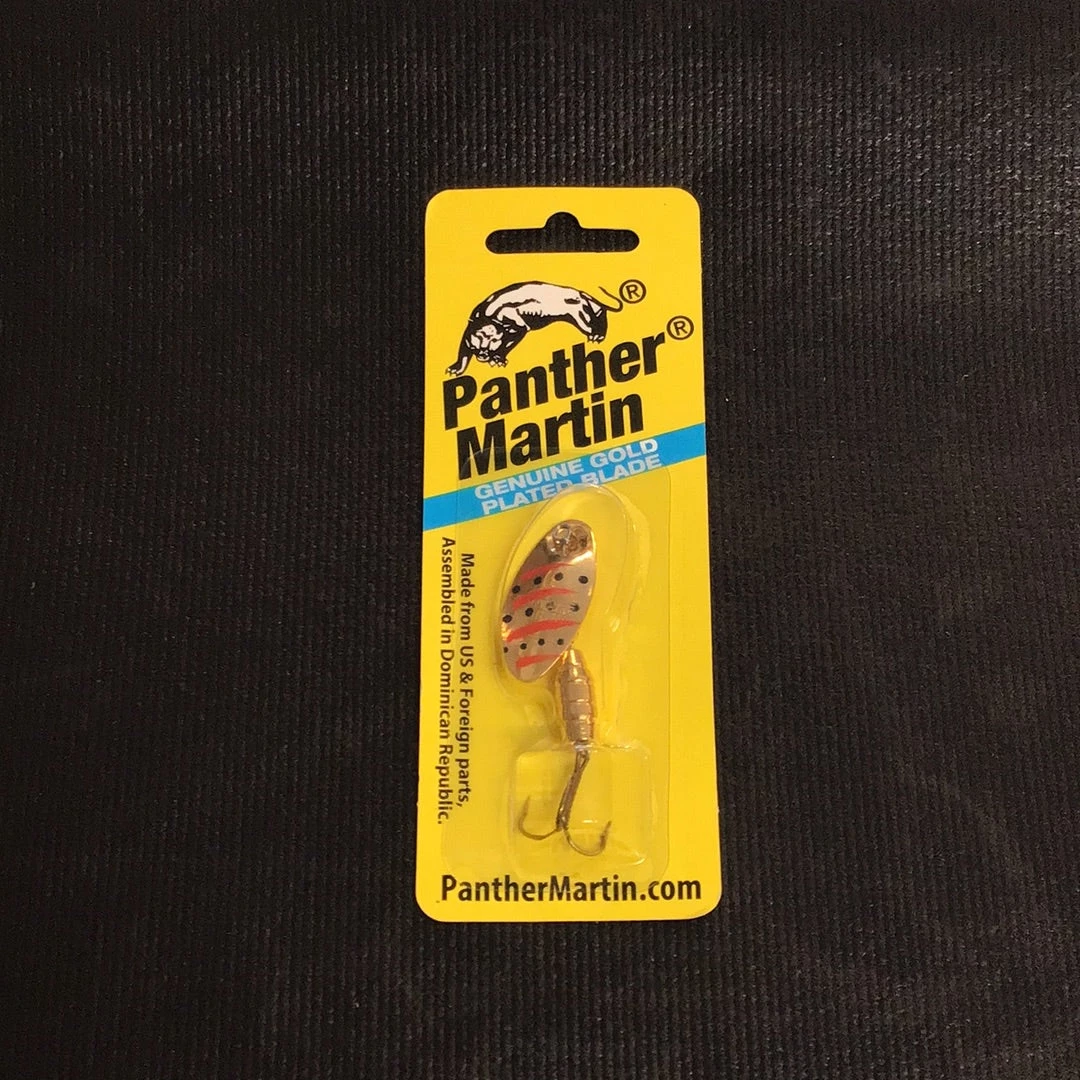 ®
Panther®
Martin
GENUINE GOLD
PLATED BLADE
Made from US & Foreign parts,
Assembled in Dominican Republic.
PantherMartin.com